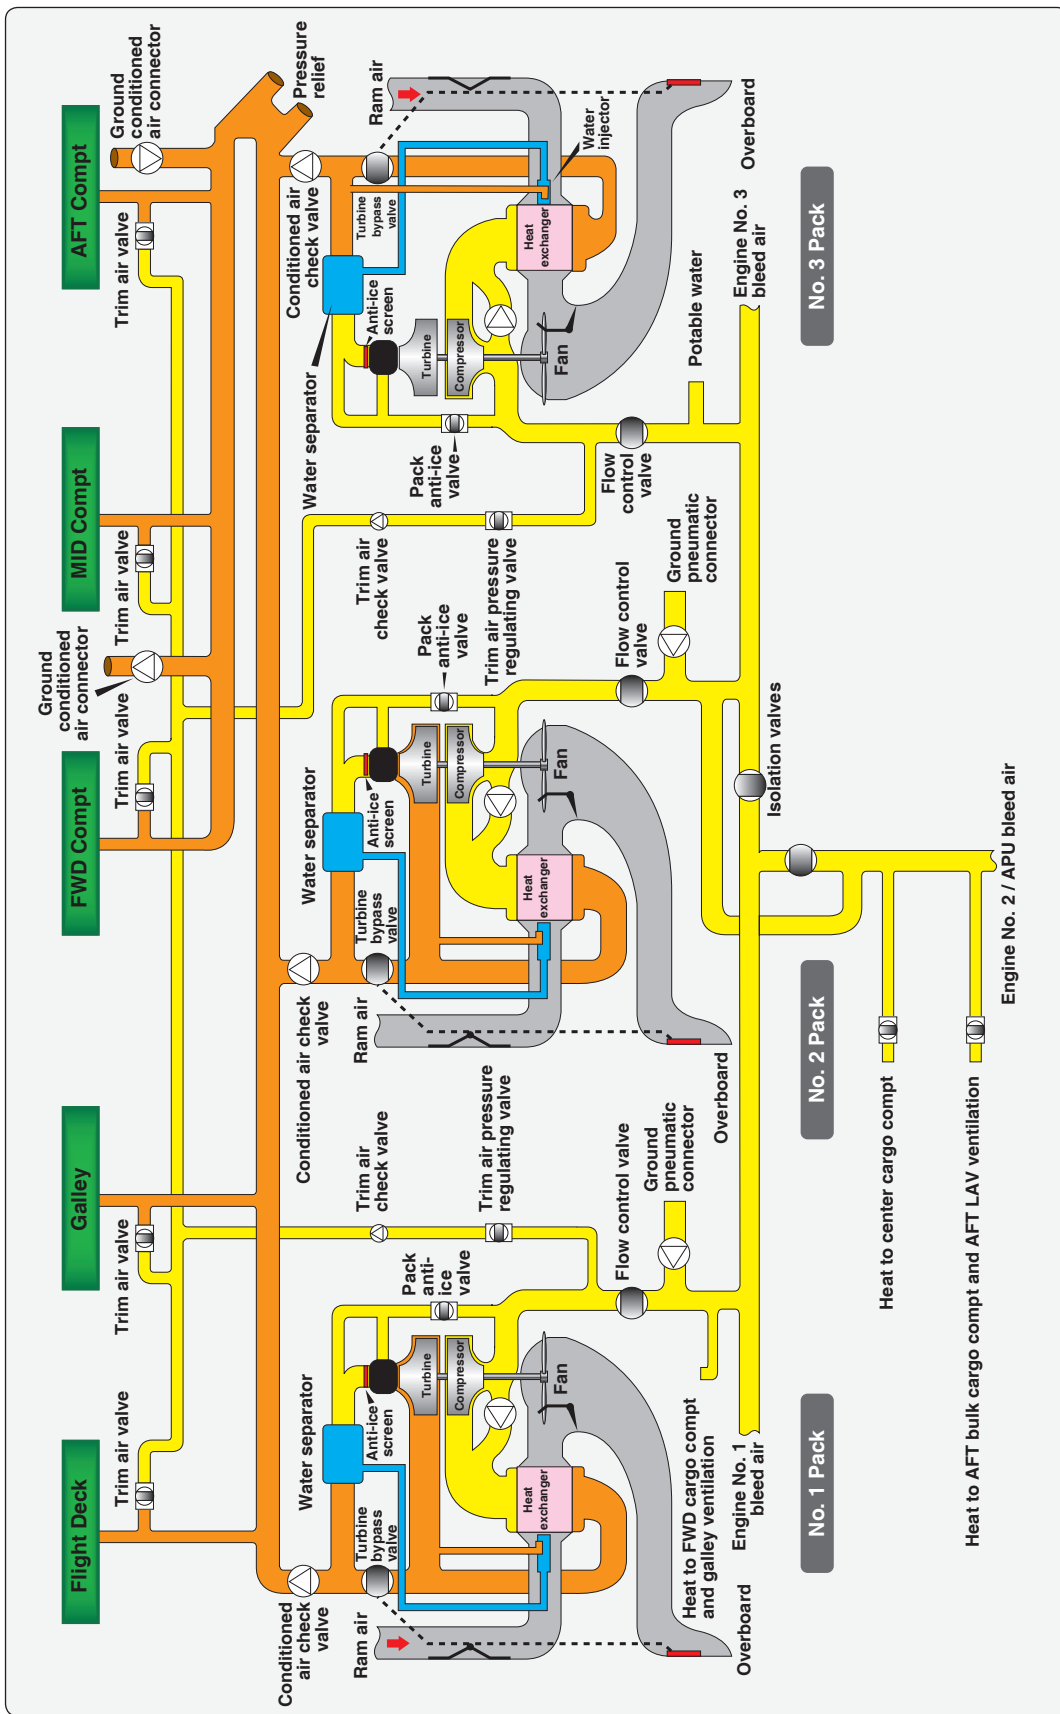 Flight Deck
Galley
FWD Compt
MID Compt
AFT Compt
Trim air valve
Trim air valve
Trim air valve
Trim air valve
Trim air valve
Ground
conditioned
air connector
Ground
conditioned
air connector
Pressure
relief
Conditioned
air check
valve
Water separator
Turbine
bypass
valve
Anti-ice
screen
Ram air
Turbine
Compressor
Pack
anti-
ice
valve
Heat
exchanger
Fan
Trim air
check valve
Trim air pressure
regulating valve
Flow control valve
Ground
pneumatic
connector
Heat to FWD cargo compt
and galley ventilation
Overboard
Engine No. 1
bleed air
No. 1 Pack
Conditioned air check
valve
Water separator
Turbine
bypass
valve
Anti-ice
screen
Ram air
Turbine
Compressor
Pack
anti-ice
valve
Heat
exchanger
Fan
Trim air
check valve
Trim air pressure
regulating valve
Flow control
valve
Ground
pneumatic
connector
Overboard
Isolation valves
No. 2 Pack
Heat to center cargo compt
Heat to AFT bulk cargo compt and AFT LAV ventilation
Engine No. 2 / APU bleed air
Conditioned air
check valve
Water separator
Turbine
bypass
valve
Anti-ice
screen
Ram air
Water
injector
Turbine
Compressor
Pack
anti-ice
valve
Heat
exchanger
Fan
Flow
control
valve
Potable water
Overboard
Engine No. 3
bleed air
No. 3 Pack